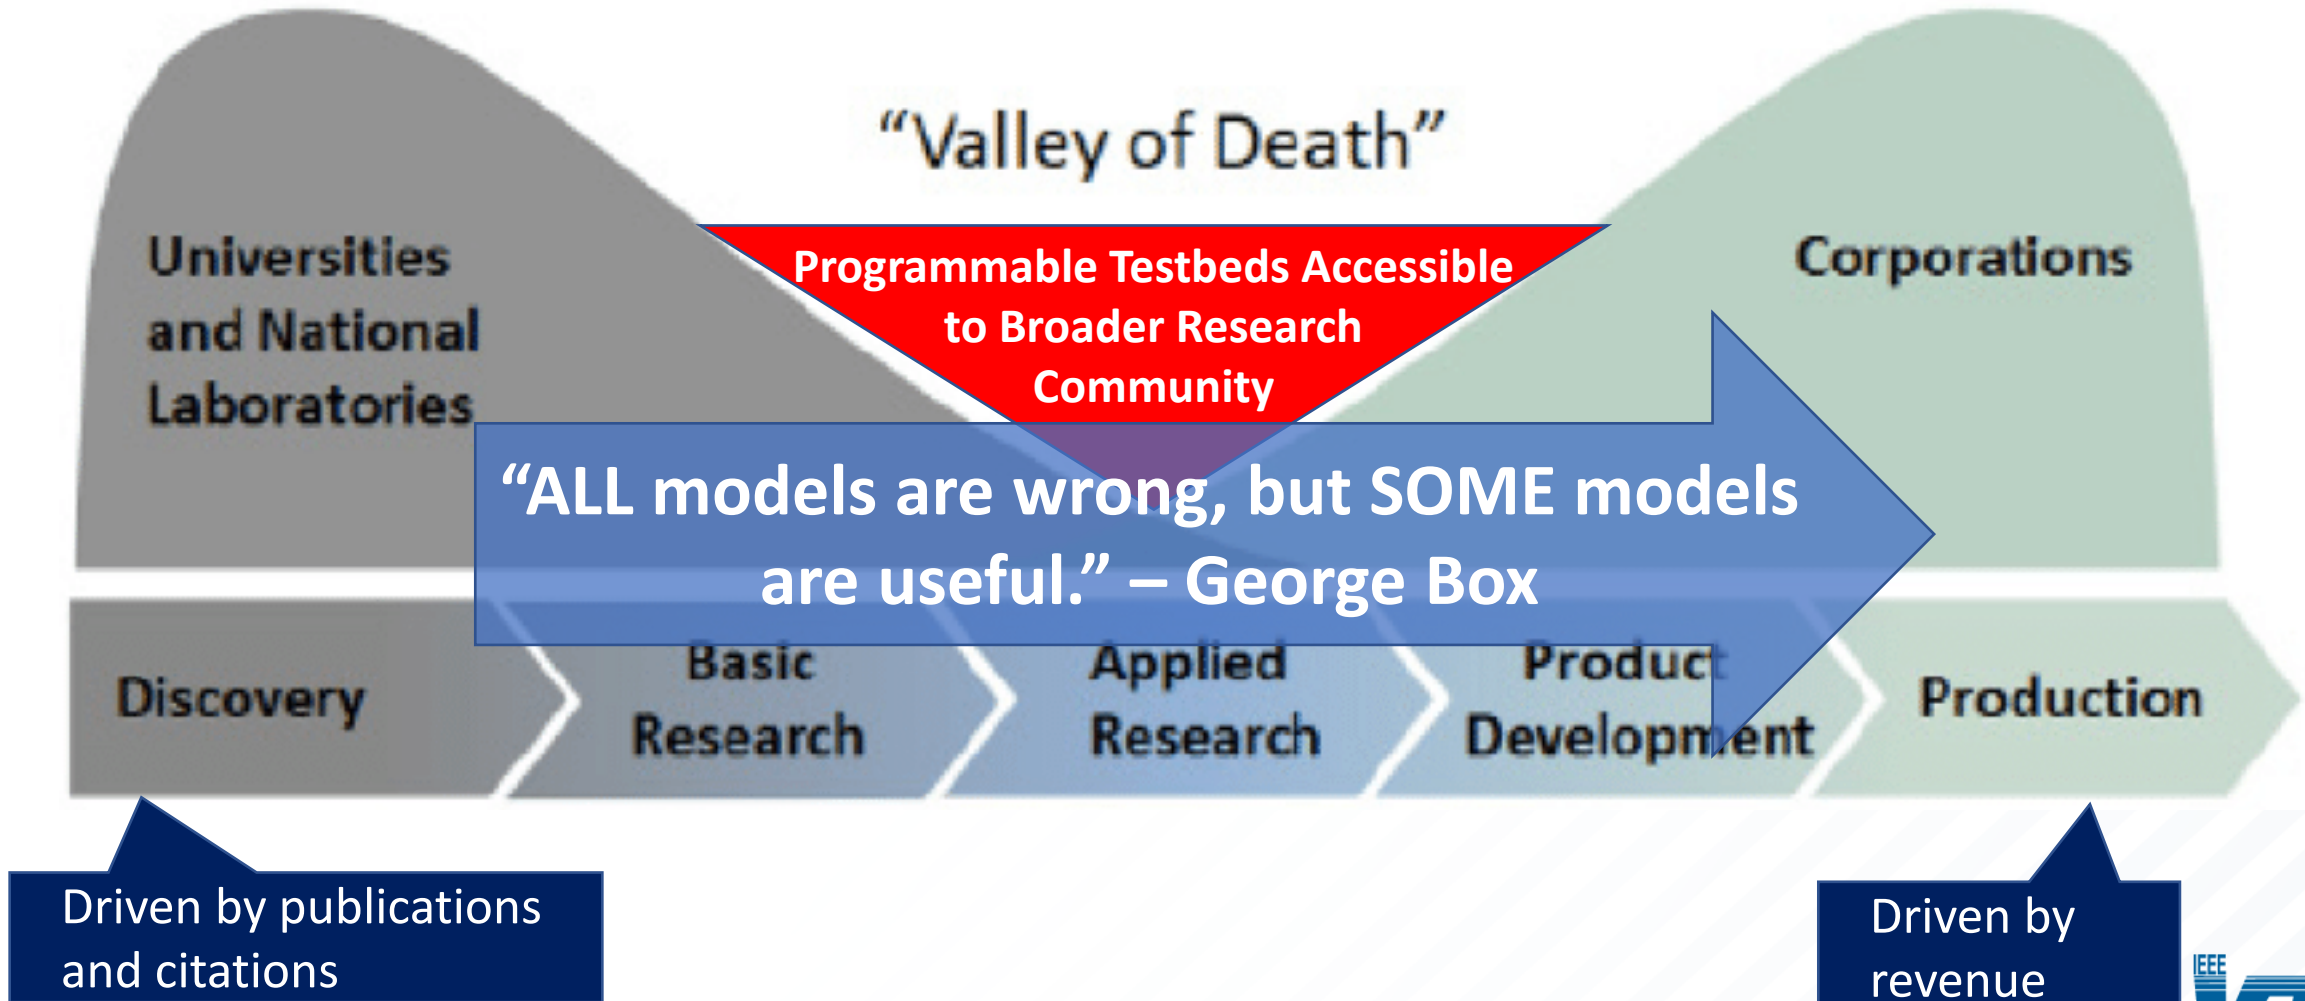 “Valley of Death”
Universities
and National
Laboratories
Programmable Testbeds Accessible
to Broader Research
Community
Corporations
“ALL models are wrong, but SOME models
are useful.” – George Box
Discovery
Basic
Research
Applied
Research
Product
Development
Production
Driven by publications
and citations
Driven by
revenue
IEEE